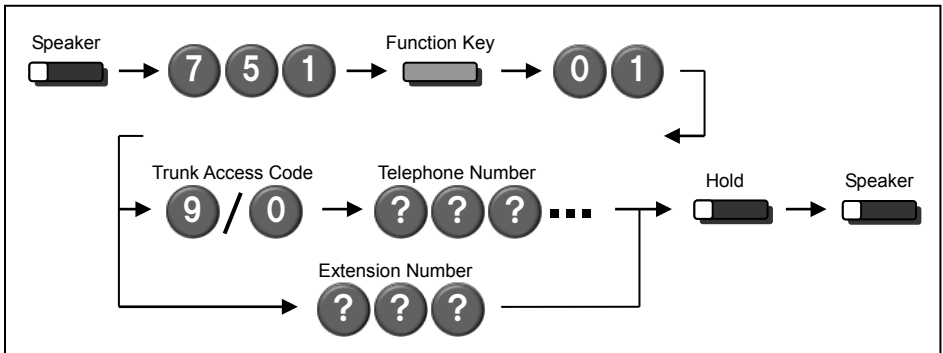 Speaker
Function Key
7 5 1
0 1
Trunk Access Code
Telephone Number
Hold
Speaker
9 / 0
? ? ? ...
Extension Number
? ? ?